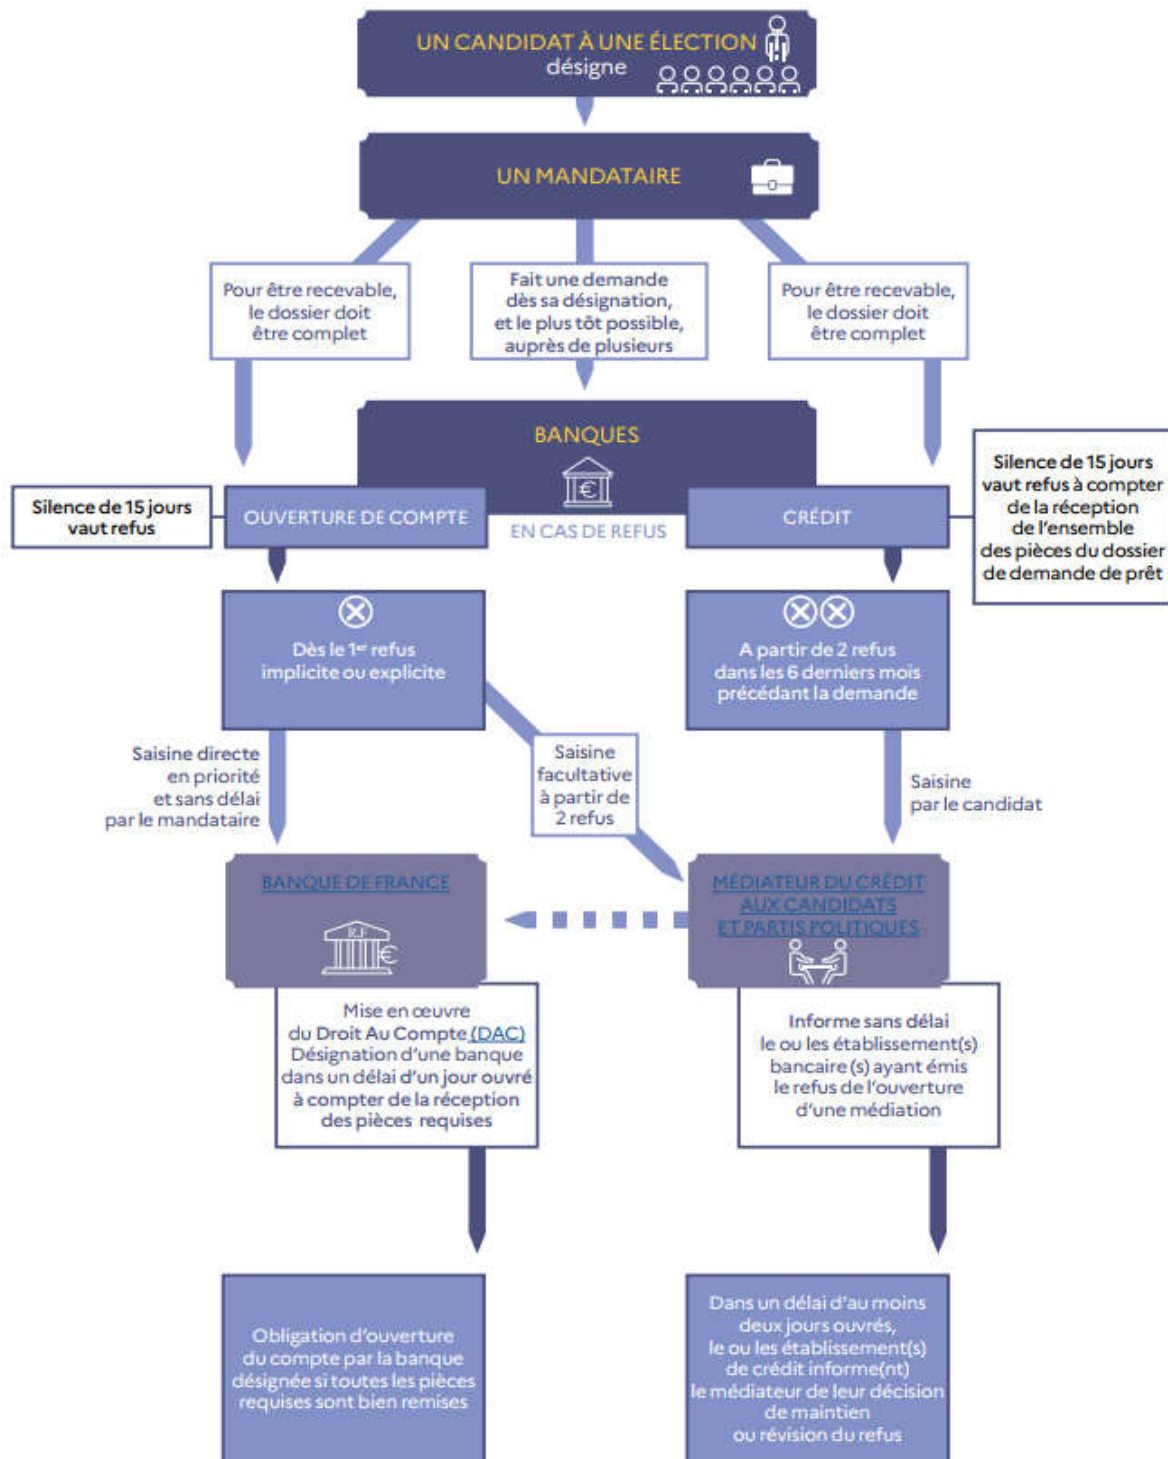 UN CANDIDAT À UNE ÉLECTION
désigne
UN MANDATAIRE
Pour être recevable,
le dossier doit
être complet
Fait une demande
dès sa désignation,
et le plus tôt possible,
auprès de plusieurs
Pour être recevable,
le dossier doit
être complet
BANQUES
€
Silence de 15 jours
vaut refus
OUVERTURE DE COMPTE
EN CAS DE REFUS
CRÉDIT
Silence de 15 jours
vaut refus à compter
de la réception
de l'ensemble
des pièces du dossier
de demande de prêt
Dès le 1er refus
implicite ou explicite
A partir de 2 refus
dans les 6 derniers mois
précédant la demande
Saisine directe
en priorité
et sans délai
par le mandataire
Saisine
facultative
à partir de
2 refus
Saisine
par le candidat
BANQUE DE FRANCE
R.F
€
MÉDIATEUR DU CRÉDIT
AUX CANDIDATS
ET PARTIS POLITIQUES
Mise en œuvre
du Droit Au Compte (DAC)
Désignation d'une banque
dans un délai d'un jour ouvré
à compter de la réception
des pièces requises
Informe sans délai
le ou les établissement(s)
bancaire (s) ayant émis
le refus de l'ouverture
d'une médiation
Obligation d'ouverture
du compte par la banque
désignée si toutes les pièces
requises sont bien remises
Dans un délai d'au moins
deux jours ouvrés,
le ou les établissement(s)
de crédit informe(nt)
le médiateur de leur décision
de maintien
ou révision du refus